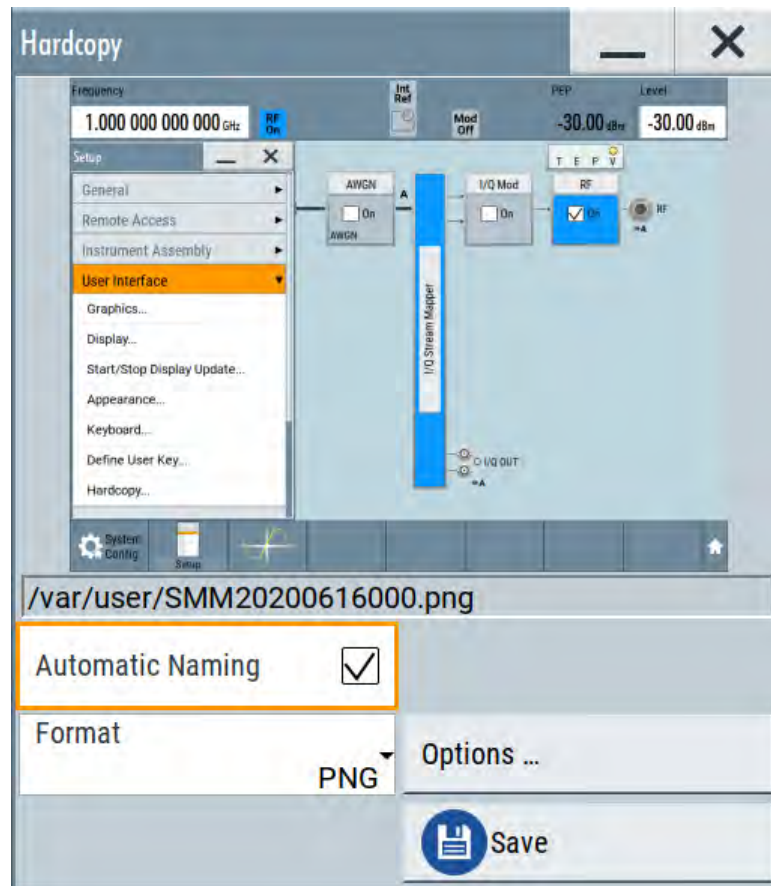 Hardcopy
Frequency
Int
Ref
PEP
Level
1.000 000 000 000 GHz
RF
On
Mod
Off
-30.00 dBm
-30.00 dBm
Setup
T E P V
General
AWGN
A
I/Q Mod
RF
Remote Access
On
On
On
RF
∞A
Instrument Assembly
AWGN
User Interface
Graphics...
Display...
I/Q Stream Mapper
Start/Stop Display Update...
Appearance...
Keyboard...
Define User Key...
I/Q OUT
∞A
Hardcopy...
System
Config
Setup
/var/user/SMM20200616000.png
Automatic Naming
Format
PNG
Options ...
Save